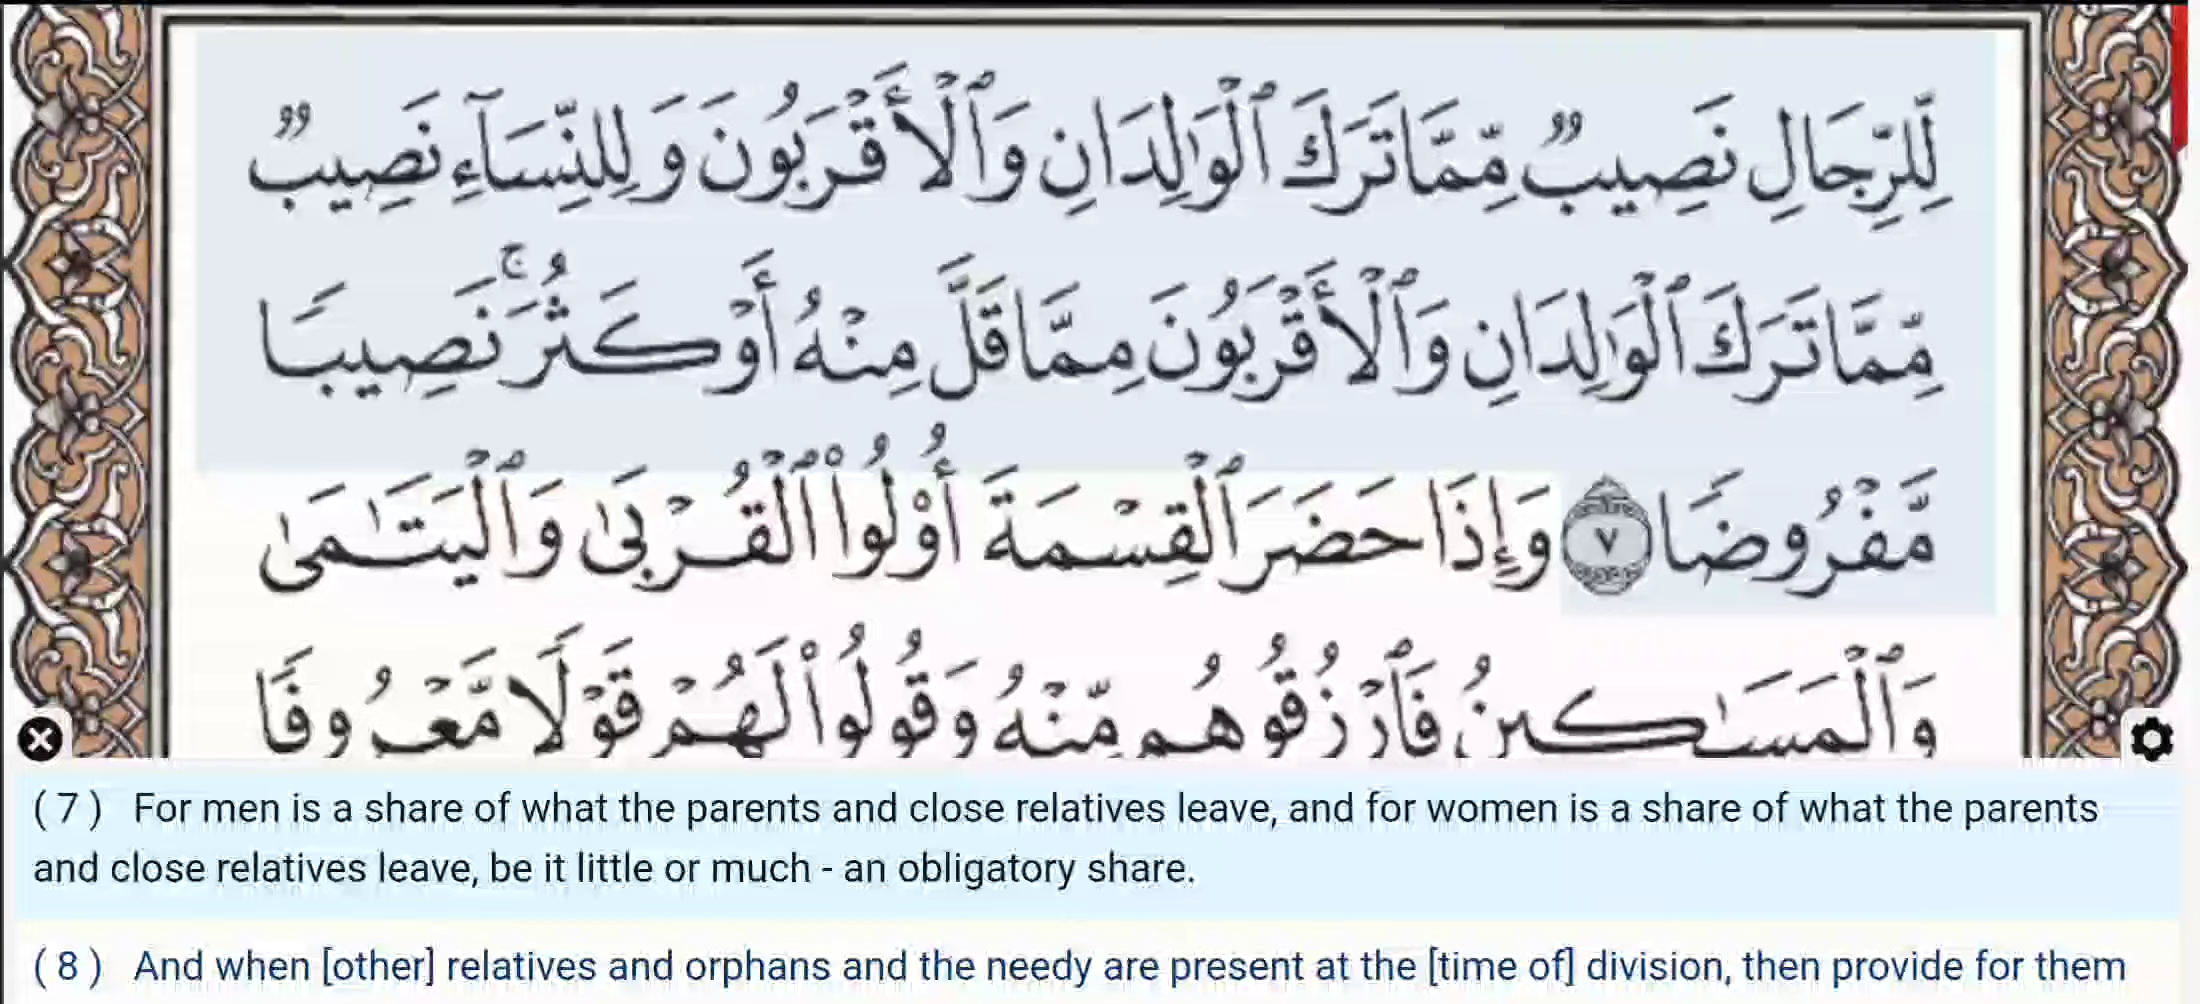 لِّلرِّجَالِ نَصِيبٌ مِّمَّا تَرَكَ ٱلْوَٰلِدَانِ وَٱلْأَقْرَبُونَ وَلِلنِّسَآءِ نَصِيبٌ
مِّمَّا تَرَكَ ٱلْوَٰلِدَانِ وَٱلْأَقْرَبُونَ مِمَّا قَلَّ مِنْهُ أَوْ كَثُرَ ۚ نَصِيبًا
مَّفْرُوضًا ٧ وَإِذَا حَضَرَ ٱلْقِسْمَةَ أُو۟لُوا۟ ٱلْقُرْبَىٰ وَٱلْيَتَـٰمَىٰ
وَٱلْمَسَـٰكِينُ فَٱرْزُقُوهُم مِّنْهُ وَقُولُوا۟ لَهُمْ قَوْلًا مَّعْرُوفًا
( 7 ) For men is a share of what the parents and close relatives leave, and for women is a share of what the parents
and close relatives leave, be it little or much - an obligatory share.
( 8 ) And when [other] relatives and orphans and the needy are present at the [time of] division, then provide for them